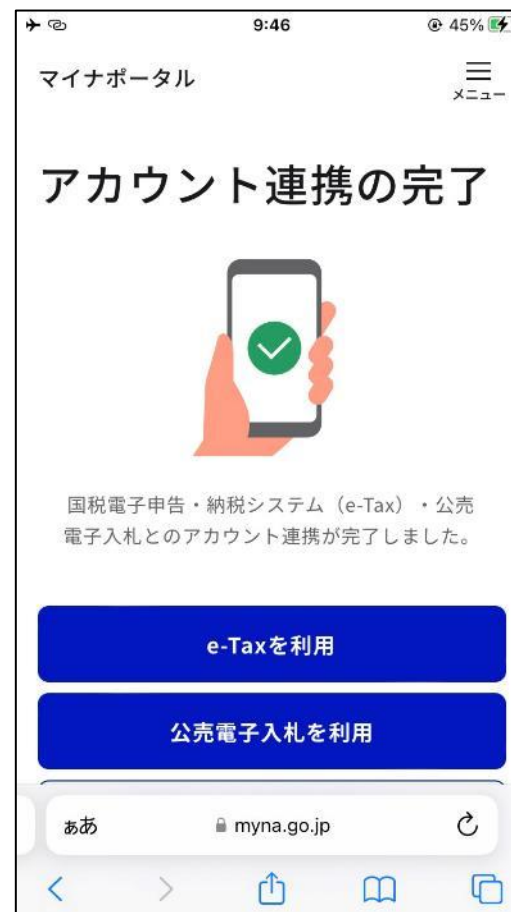 9:46
45%
マイナポータル
メニュー
アカウント連携の完了
国税電子申告・納税システム（e-Tax）・公売
電子入札とのアカウント連携が完了しました。
e-Taxを利用
公売電子入札を利用
ぁあ
myna.go.jp